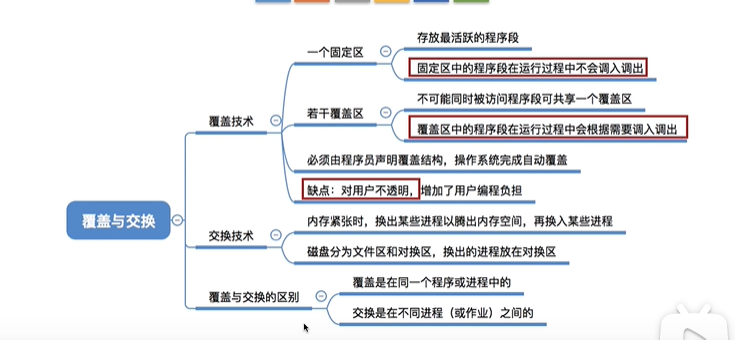 覆盖与交换
覆盖技术
一个固定区
存放最活跃的程序段
固定区中的程序段在运行过程中不会调入调出
若干覆盖区
不可能同时被访问程序段可共享一个覆盖区
覆盖区中的程序段在运行过程中会根据需要调入调出
必须由程序员声明覆盖结构，操作系统完成自动覆盖
缺点：对用户不透明，增加了用户编程负担
交换技术
内存紧张时，换出某些进程以腾出内存空间，再换入某些进程
磁盘分为文件区和对换区，换出的进程放在对换区
覆盖与交换的区别
覆盖是在同一个程序或进程中的
交换是在不同进程（或作业）之间的